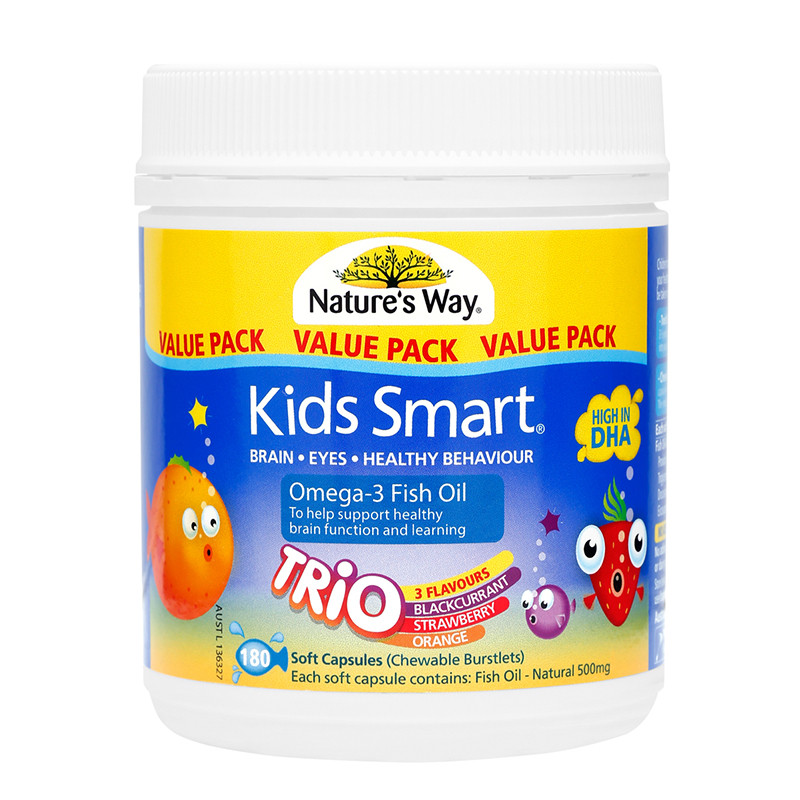 Nature's Way®
VALUE PACK VALUE PACK VALUE PACK
Kids Smart®
HIGH IN
DHA
BRAIN • EYES • HEALTHY BEHAVIOUR
Omega-3 Fish Oil
To help support healthy
brain function and learning
TRiO
3 FLAVOURS
BLACKCURRANT
STRAWBERRY
ORANGE
AUST L 136327
180 Soft Capsules (Chewable Burstlets)
Each soft capsule contains: Fish Oil - Natural 500mg